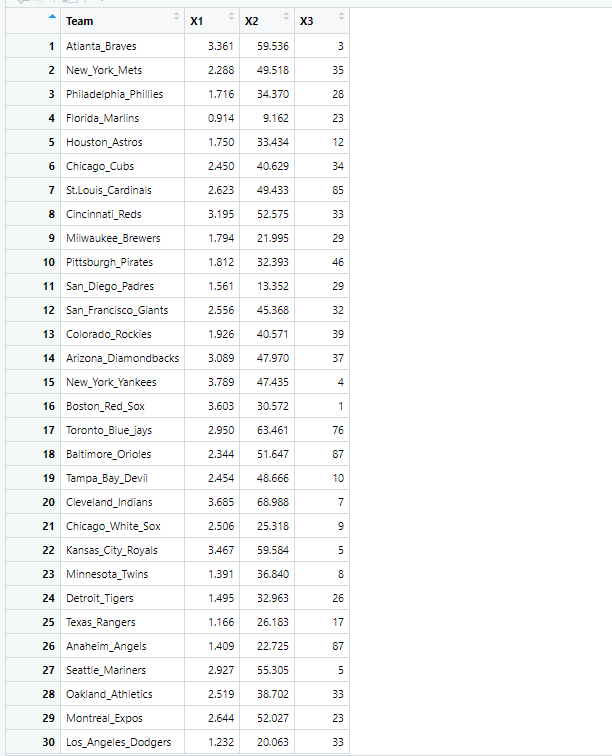 Team X1 X2 X3
1 Atlanta_Braves 3.361 59.536 3
2 New_York_Mets 2.288 49.518 35
3 Philadelphia_Phillies 1.716 34.370 28
4 Florida_Marlins 0.914 9.162 23
5 Houston_Astros 1.750 33.434 12
6 Chicago_Cubs 2.450 40.629 34
7 St.Louis_Cardinals 2.623 49.433 85
8 Cincinnati_Reds 3.195 52.575 33
9 Milwaukee_Brewers 1.794 21.995 29
10 Pittsburgh_Pirates 1.812 32.393 46
11 San_Diego_Padres 1.561 13.352 29
12 San_Francisco_Giants 2.556 45.368 32
13 Colorado_Rockies 1.926 40.571 39
14 Arizona_Diamondbacks 3.089 47.970 37
15 New_York_Yankees 3.789 47.435 4
16 Boston_Red_Sox 3.603 30.572 1
17 Toronto_Blue_jays 2.950 63.461 76
18 Baltimore_Orioles 2.344 51.647 87
19 Tampa_Bay_Devil 2.454 48.666 10
20 Cleveland_Indians 3.685 68.988 7
21 Chicago_White_Sox 2.506 25.318 9
22 Kansas_City_Royals 3.467 59.584 5
23 Minnesota_Twins 1.391 36.840 8
24 Detroit_Tigers 1.495 32.963 26
25 Texas_Rangers 1.166 26.183 17
26 Anaheim_Angels 1.409 22.725 87
27 Seattle_Mariners 2.927 55.305 5
28 Oakland_Athletics 2.519 38.702 33
29 Montreal_Expos 2.644 52.027 23
30 Los_Angeles_Dodgers 1.232 20.063 33